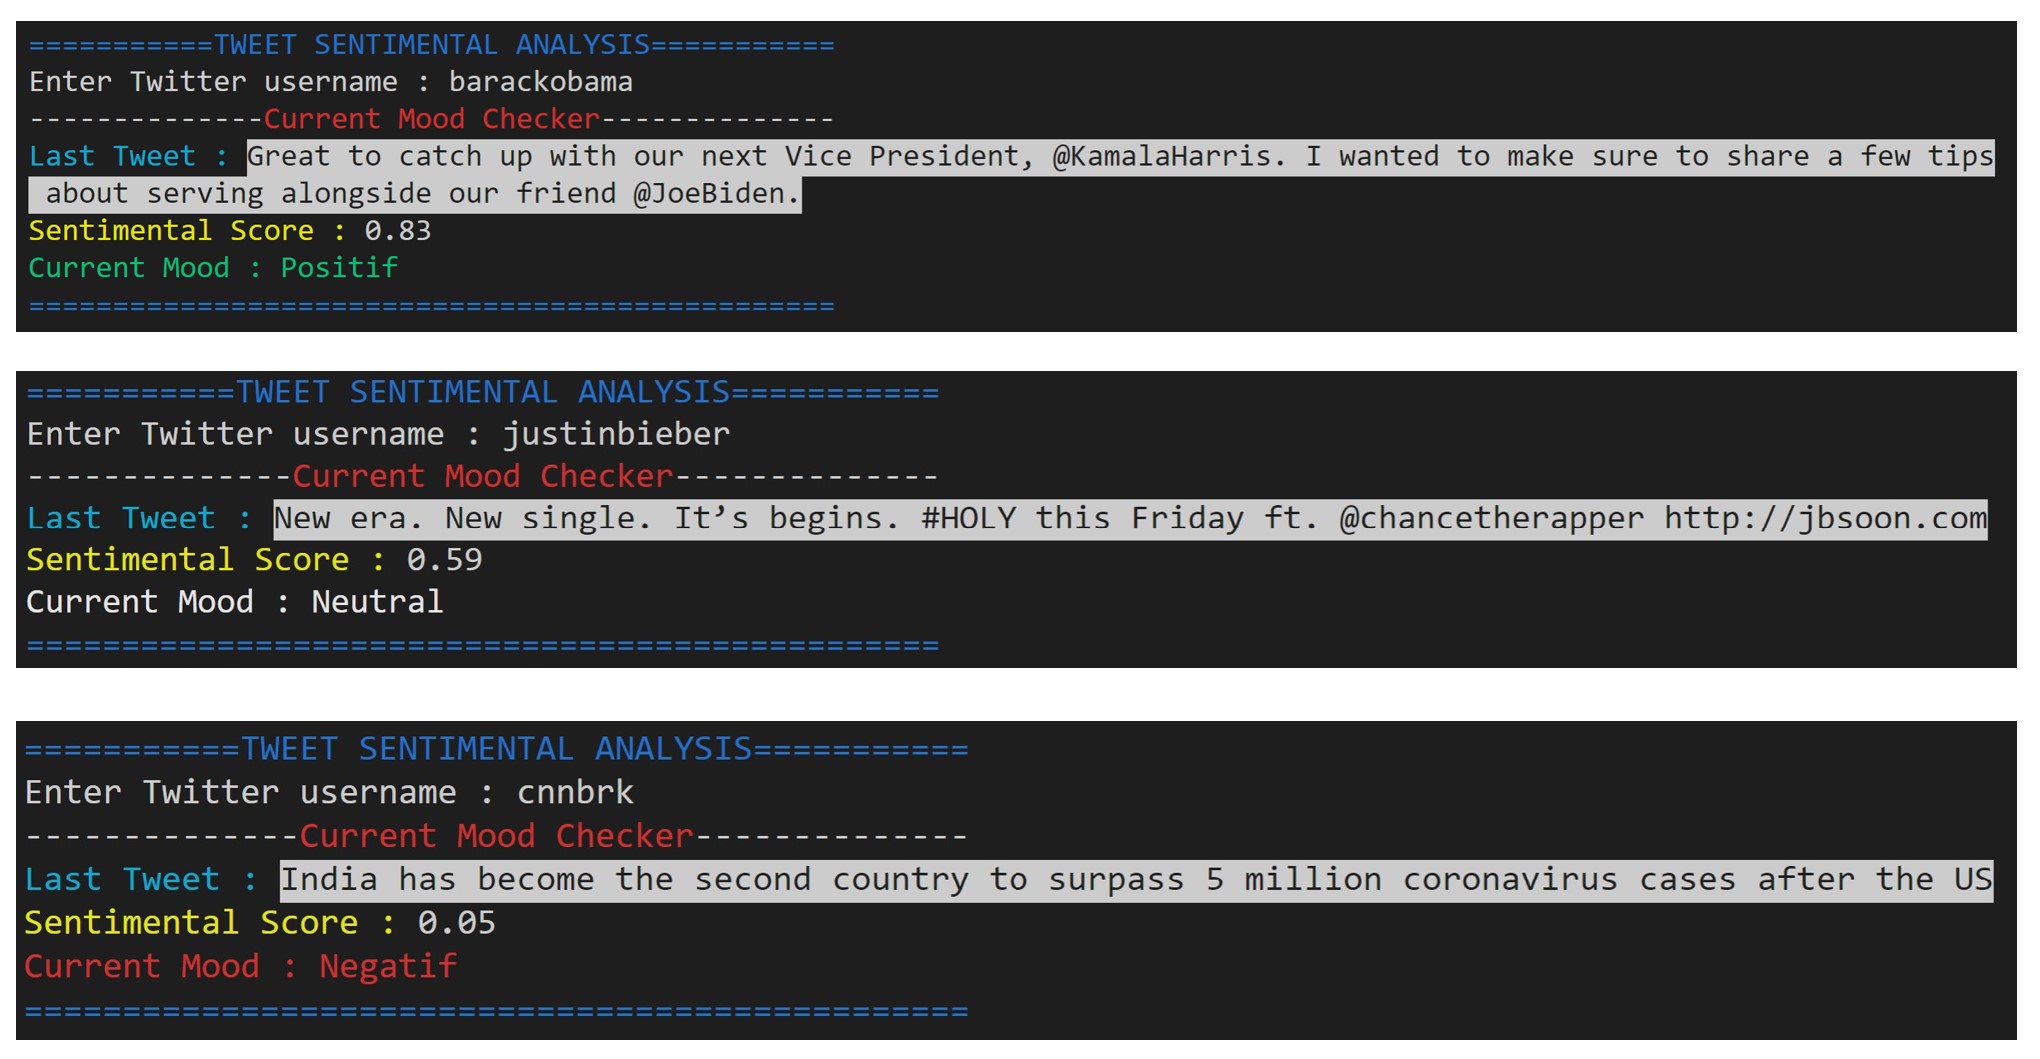 ===========TWEET SENTIMENTAL ANALYSIS===========
Enter Twitter username : barackobama
--------------Current Mood Checker--------------
Last Tweet : Great to catch up with our next Vice President, @KamalaHarris. I wanted to make sure to share a few tips
about serving alongside our friend @JoeBiden.
Sentimental Score : 0.83
Current Mood : Positif
================================================
===========TWEET SENTIMENTAL ANALYSIS===========
Enter Twitter username : justinbieber
--------------Current Mood Checker--------------
Last Tweet : New era. New single. It’s begins. #HOLY this Friday ft. @chancetherapper http://jbsoon.com
Sentimental Score : 0.59
Current Mood : Neutral
================================================
===========TWEET SENTIMENTAL ANALYSIS===========
Enter Twitter username : cnnbrk
--------------Current Mood Checker--------------
Last Tweet : India has become the second country to surpass 5 million coronavirus cases after the US
Sentimental Score : 0.05
Current Mood : Negatif
================================================